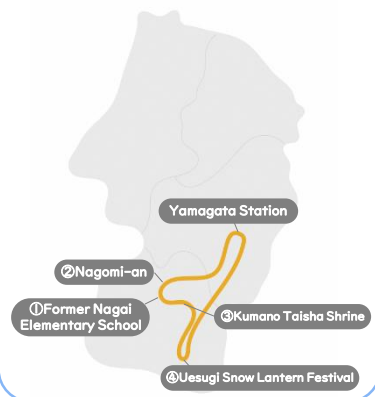 Yamagata Station
②Nagomi-an
①Former Nagai
Elementary School
③Kumano Taisha Shrine
④Uesugi Snow Lantern Festival